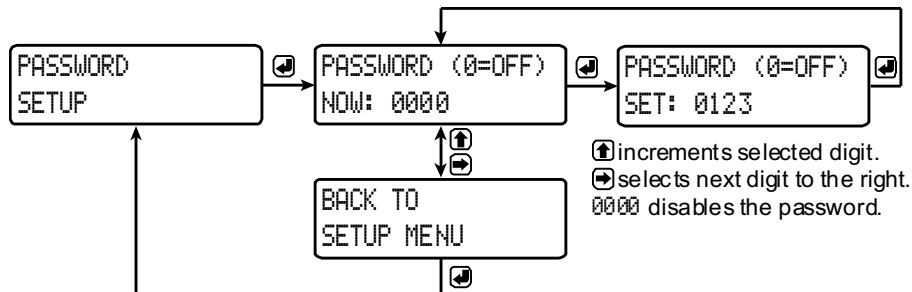 PASSWORD
SETUP
PASSWORD (0=OFF)
NOW: 0000
PASSWORD (0=OFF)
SET: 0123
increments selected digit.
selects next digit to the right.
0000 disables the password.
BACK TO
SETUP MENU